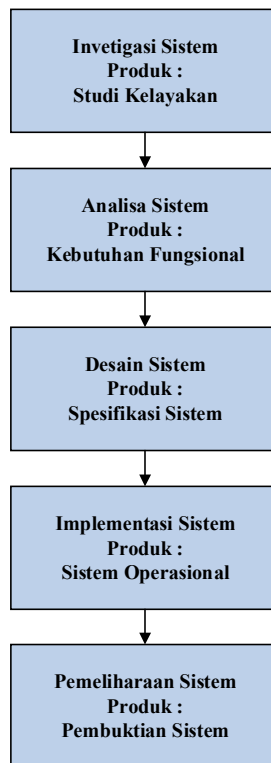 Invetigasi Sistem
Produk :
Studi Kelayakan
Analisa Sistem
Produk :
Kebutuhan Fungsional
Desain Sistem
Produk :
Spesifikasi Sistem
Implementasi Sistem
Produk :
Sistem Operasional
Pemeliharaan Sistem
Produk :
Pembuktian Sistem